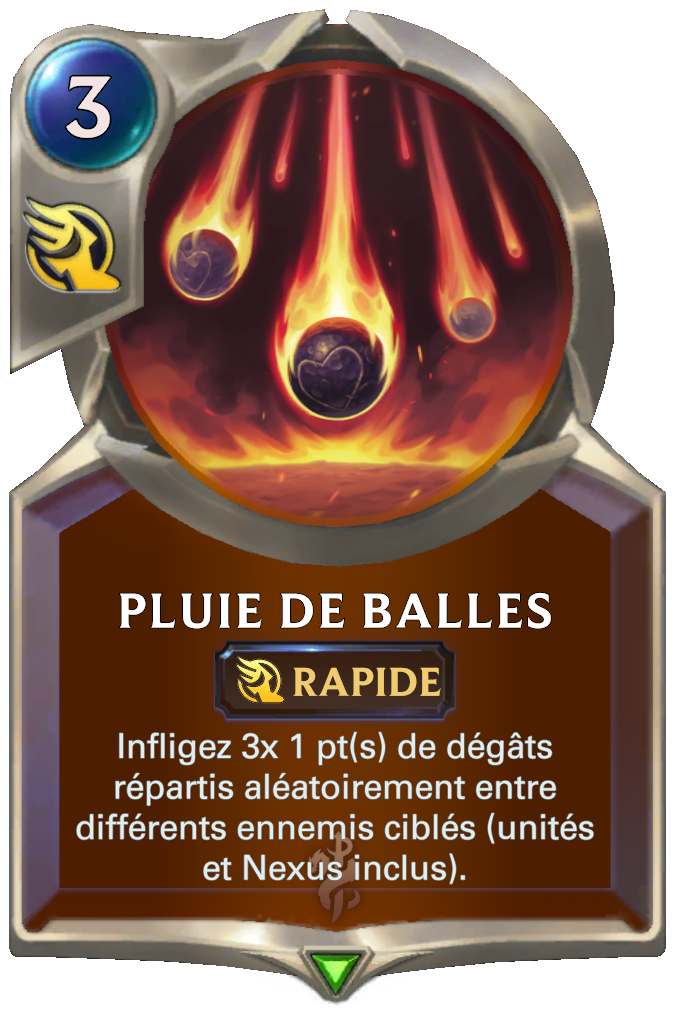 3
PLUIE DE BALLES
RAPIDE
Infligez 3x 1 pt(s) de dégâts
répartis aléatoirement entre
différents ennemis ciblés (unités
et Nexus inclus).